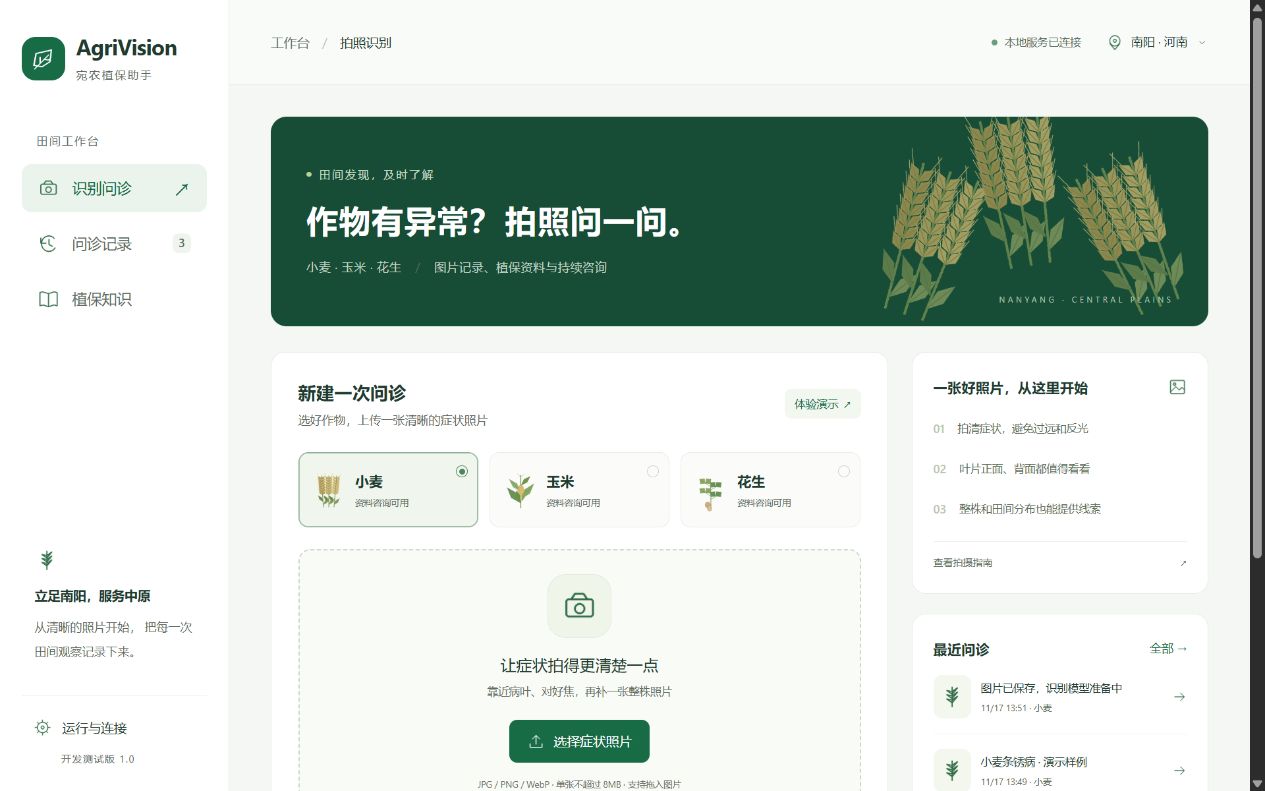 AgriVision
宛农植保助手
田间工作台
识别问诊
问诊记录
3
植保知识
立足南阳，服务中原
从清晰的照片开始， 把每一次
田间观察记录下来。
运行与连接
开发测试版 1.0
工作台 / 拍照识别
本地服务已连接
南阳 · 河南
田间发现，及时了解
作物有异常？拍照问一问。
小麦 · 玉米 · 花生 / 图片记录、植保资料与持续咨询
NANYANG · CENTRAL PLAINS
新建一次问诊
选好作物，上传一张清晰的症状照片
体验演示 ↗
小麦
资料咨询可用
玉米
资料咨询可用
花生
资料咨询可用
让症状拍得更清楚一点
靠近病叶、对好焦，再补一张整株照片
选择症状照片
JPG / PNG / WebP · 单张不超过 8MB · 支持拖入图片
一张好照片，从这里开始
01 拍清症状，避免过远和反光
02 叶片正面、背面都值得看看
03 整株和田间分布也能提供线索
查看拍摄指南 ↗
最近问诊
全部 →
图片已保存，识别模型准备中
11/17 13:51 · 小麦
小麦条锈病 · 演示样例
11/17 13:49 · 小麦